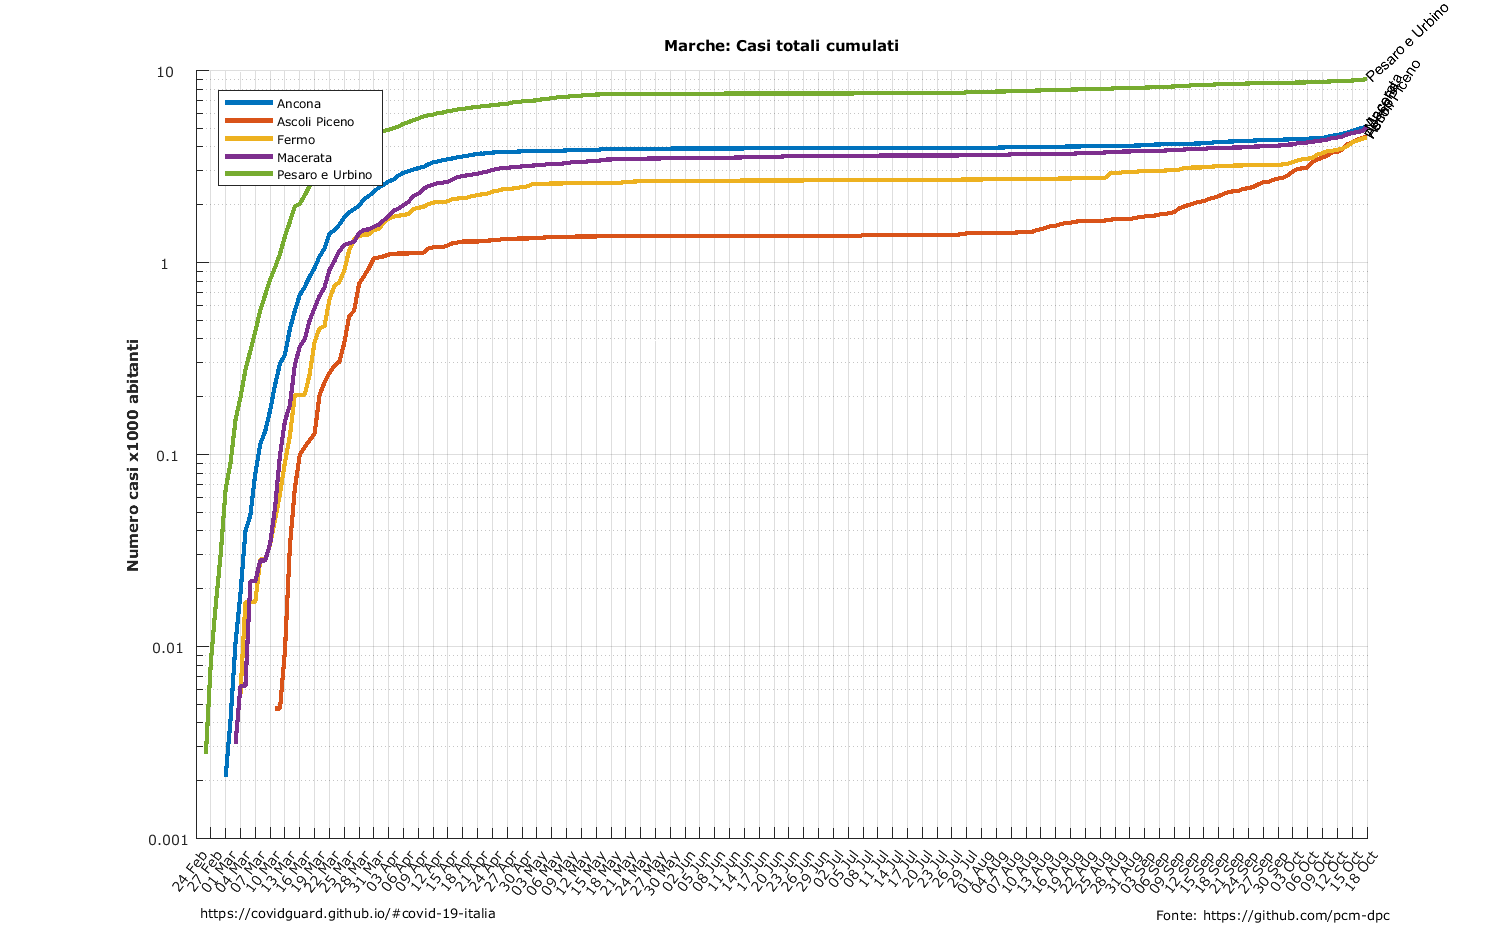 Marche: Casi totali cumulati
Pesaro e Urbino
Macerata
Ascoli Piceno
10
1
0.1
0.01
0.001
Numero casi x1000 abitanti
Ancona
Ascoli Piceno
Fermo
Macerata
Pesaro e Urbino
24 Feb
27 Feb
01 Mar
04 Mar
07 Mar
10 Mar
13 Mar
16 Mar
19 Mar
22 Mar
25 Mar
28 Mar
31 Mar
03 Apr
06 Apr
09 Apr
12 Apr
15 Apr
18 Apr
21 Apr
24 Apr
27 Apr
30 Apr
03 May
06 May
09 May
12 May
15 May
18 May
21 May
24 May
27 May
30 May
02 Jun
05 Jun
08 Jun
11 Jun
14 Jun
17 Jun
20 Jun
23 Jun
26 Jun
29 Jun
02 Jul
05 Jul
08 Jul
11 Jul
14 Jul
17 Jul
20 Jul
23 Jul
26 Jul
29 Jul
01 Aug
04 Aug
07 Aug
10 Aug
13 Aug
16 Aug
19 Aug
22 Aug
25 Aug
28 Aug
31 Aug
03 Sep
06 Sep
09 Sep
12 Sep
15 Sep
18 Sep
21 Sep
24 Sep
27 Sep
30 Sep
03 Oct
06 Oct
09 Oct
12 Oct
15 Oct
18 Oct
https://covidguard.github.io/#covid-19-italia
Fonte: https://github.com/pcm-dpc